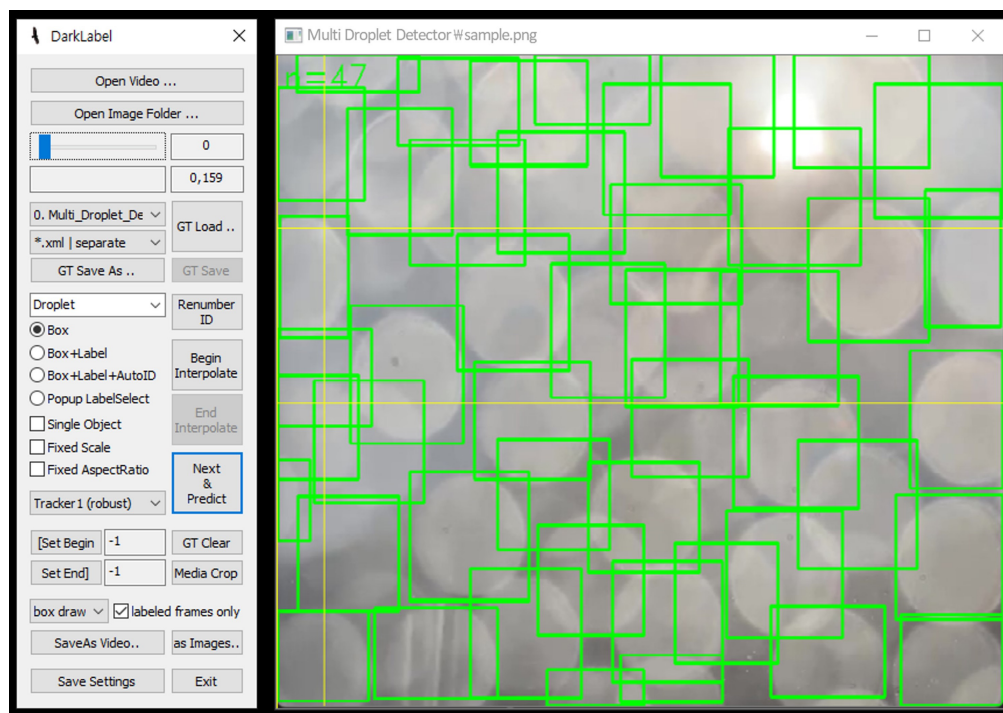 DarkLabel
Open Video ...
Open Image Folder ...
0
0,159
0. Multi_Droplet_De
GT Load ..
*.xml | separate
GT Save As ..
GT Save
Droplet
Renumber
ID
Box
Box+Label
Box+Label+AutoID
Popup LabelSelect
Begin
Interpolate
Single Object
Fixed Scale
Fixed AspectRatio
End
Interpolate
Next
&
Predict
Tracker1 (robust)
[Set Begin
-1
GT Clear
Set End]
-1
Media Crop
box draw
labeled frames only
SaveAs Video..
as Images..
Save Settings
Exit
Multi Droplet Detector₩sample.png
n=47